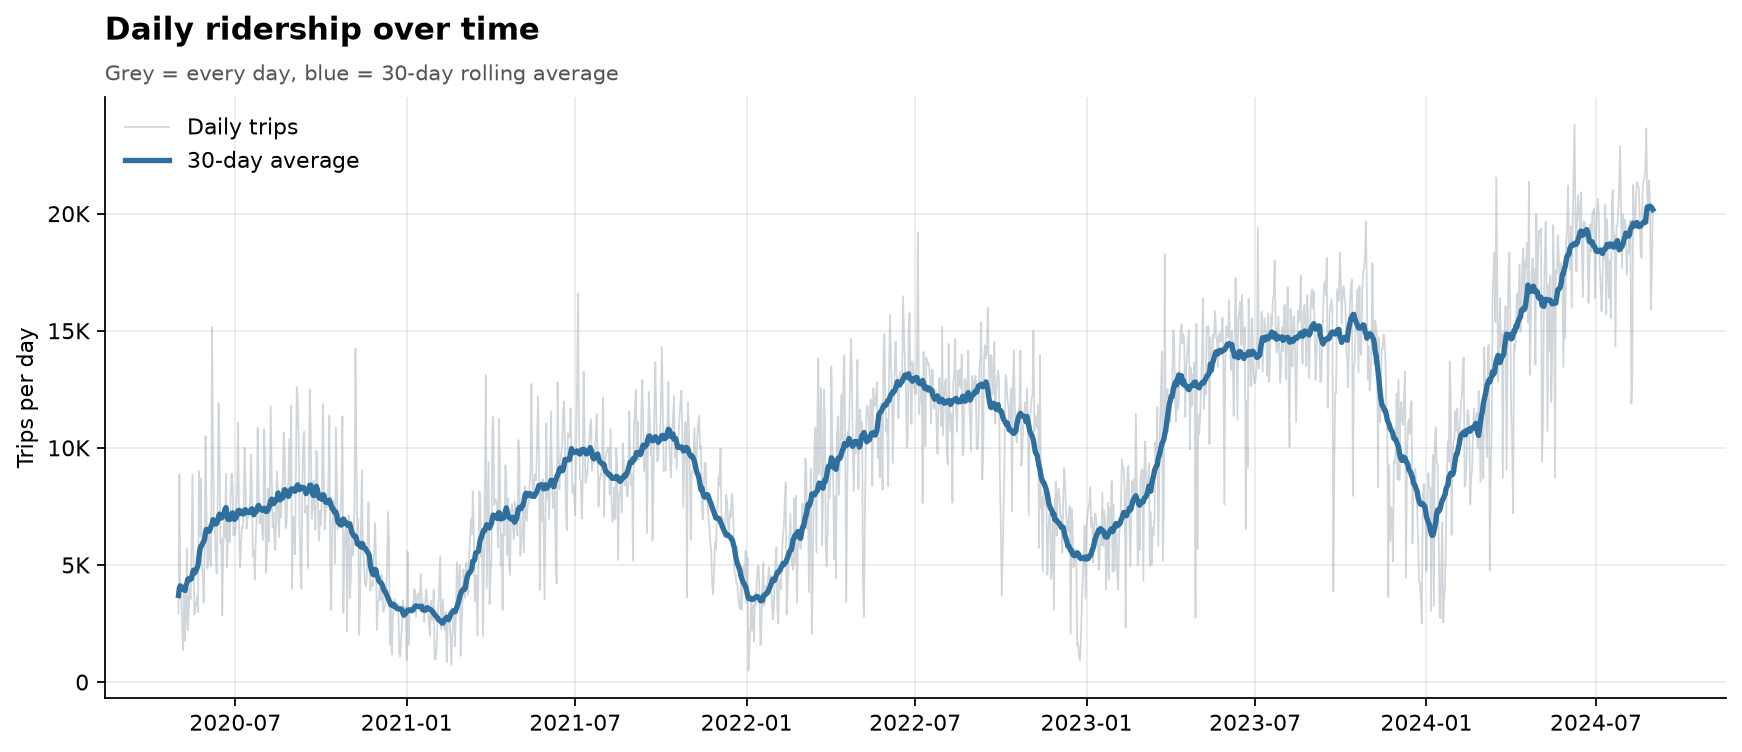 Daily ridership over time
Grey = every day, blue = 30-day rolling average
Daily trips
30-day average
Trips per day
20K
15K
10K
5K
0
2020-07 2021-01 2021-07 2022-01 2022-07 2023-01 2023-07 2024-01 2024-07